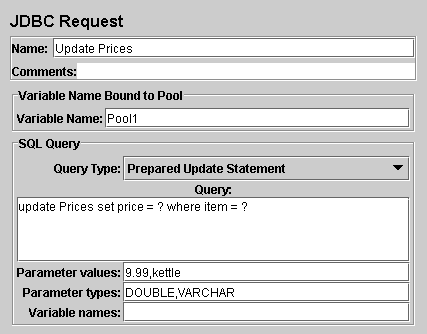 JDBC Request
Name: Update Prices
Comments:
Variable Name Bound to Pool
Variable Name: Pool1
SQL Query
Query Type: Prepared Update Statement
Query:
update Prices set price = ? where item = ?
Parameter values: 9.99,kettle
Parameter types: DOUBLE,VARCHAR
Variable names: